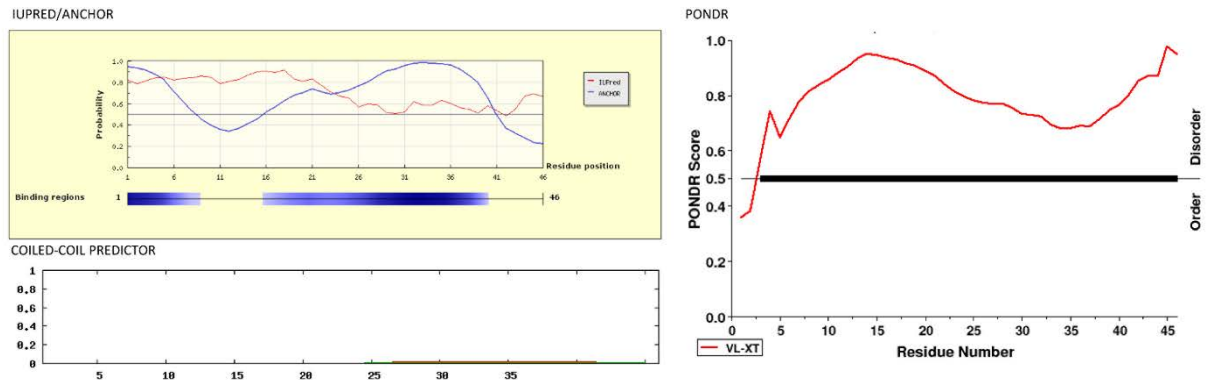 IUPRED/ANCHOR
1.0
0.8
0.6
0.4
0.2
0.0
Probability
1 6 11 16 21 26 31 36 41 46
Residue position
IUPred
ANCHOR
Binding regions 1 46
COILED-COIL PREDICTOR
1
0.8
0.6
0.4
0.2
0
5 10 15 20 25 30 35
PONDR
1.0
0.8
0.6
0.5
0.4
0.2
0.0
PONDR Score
Disorder
Order
0 5 10 15 20 25 30 35 40 45
VL-XT
Residue Number